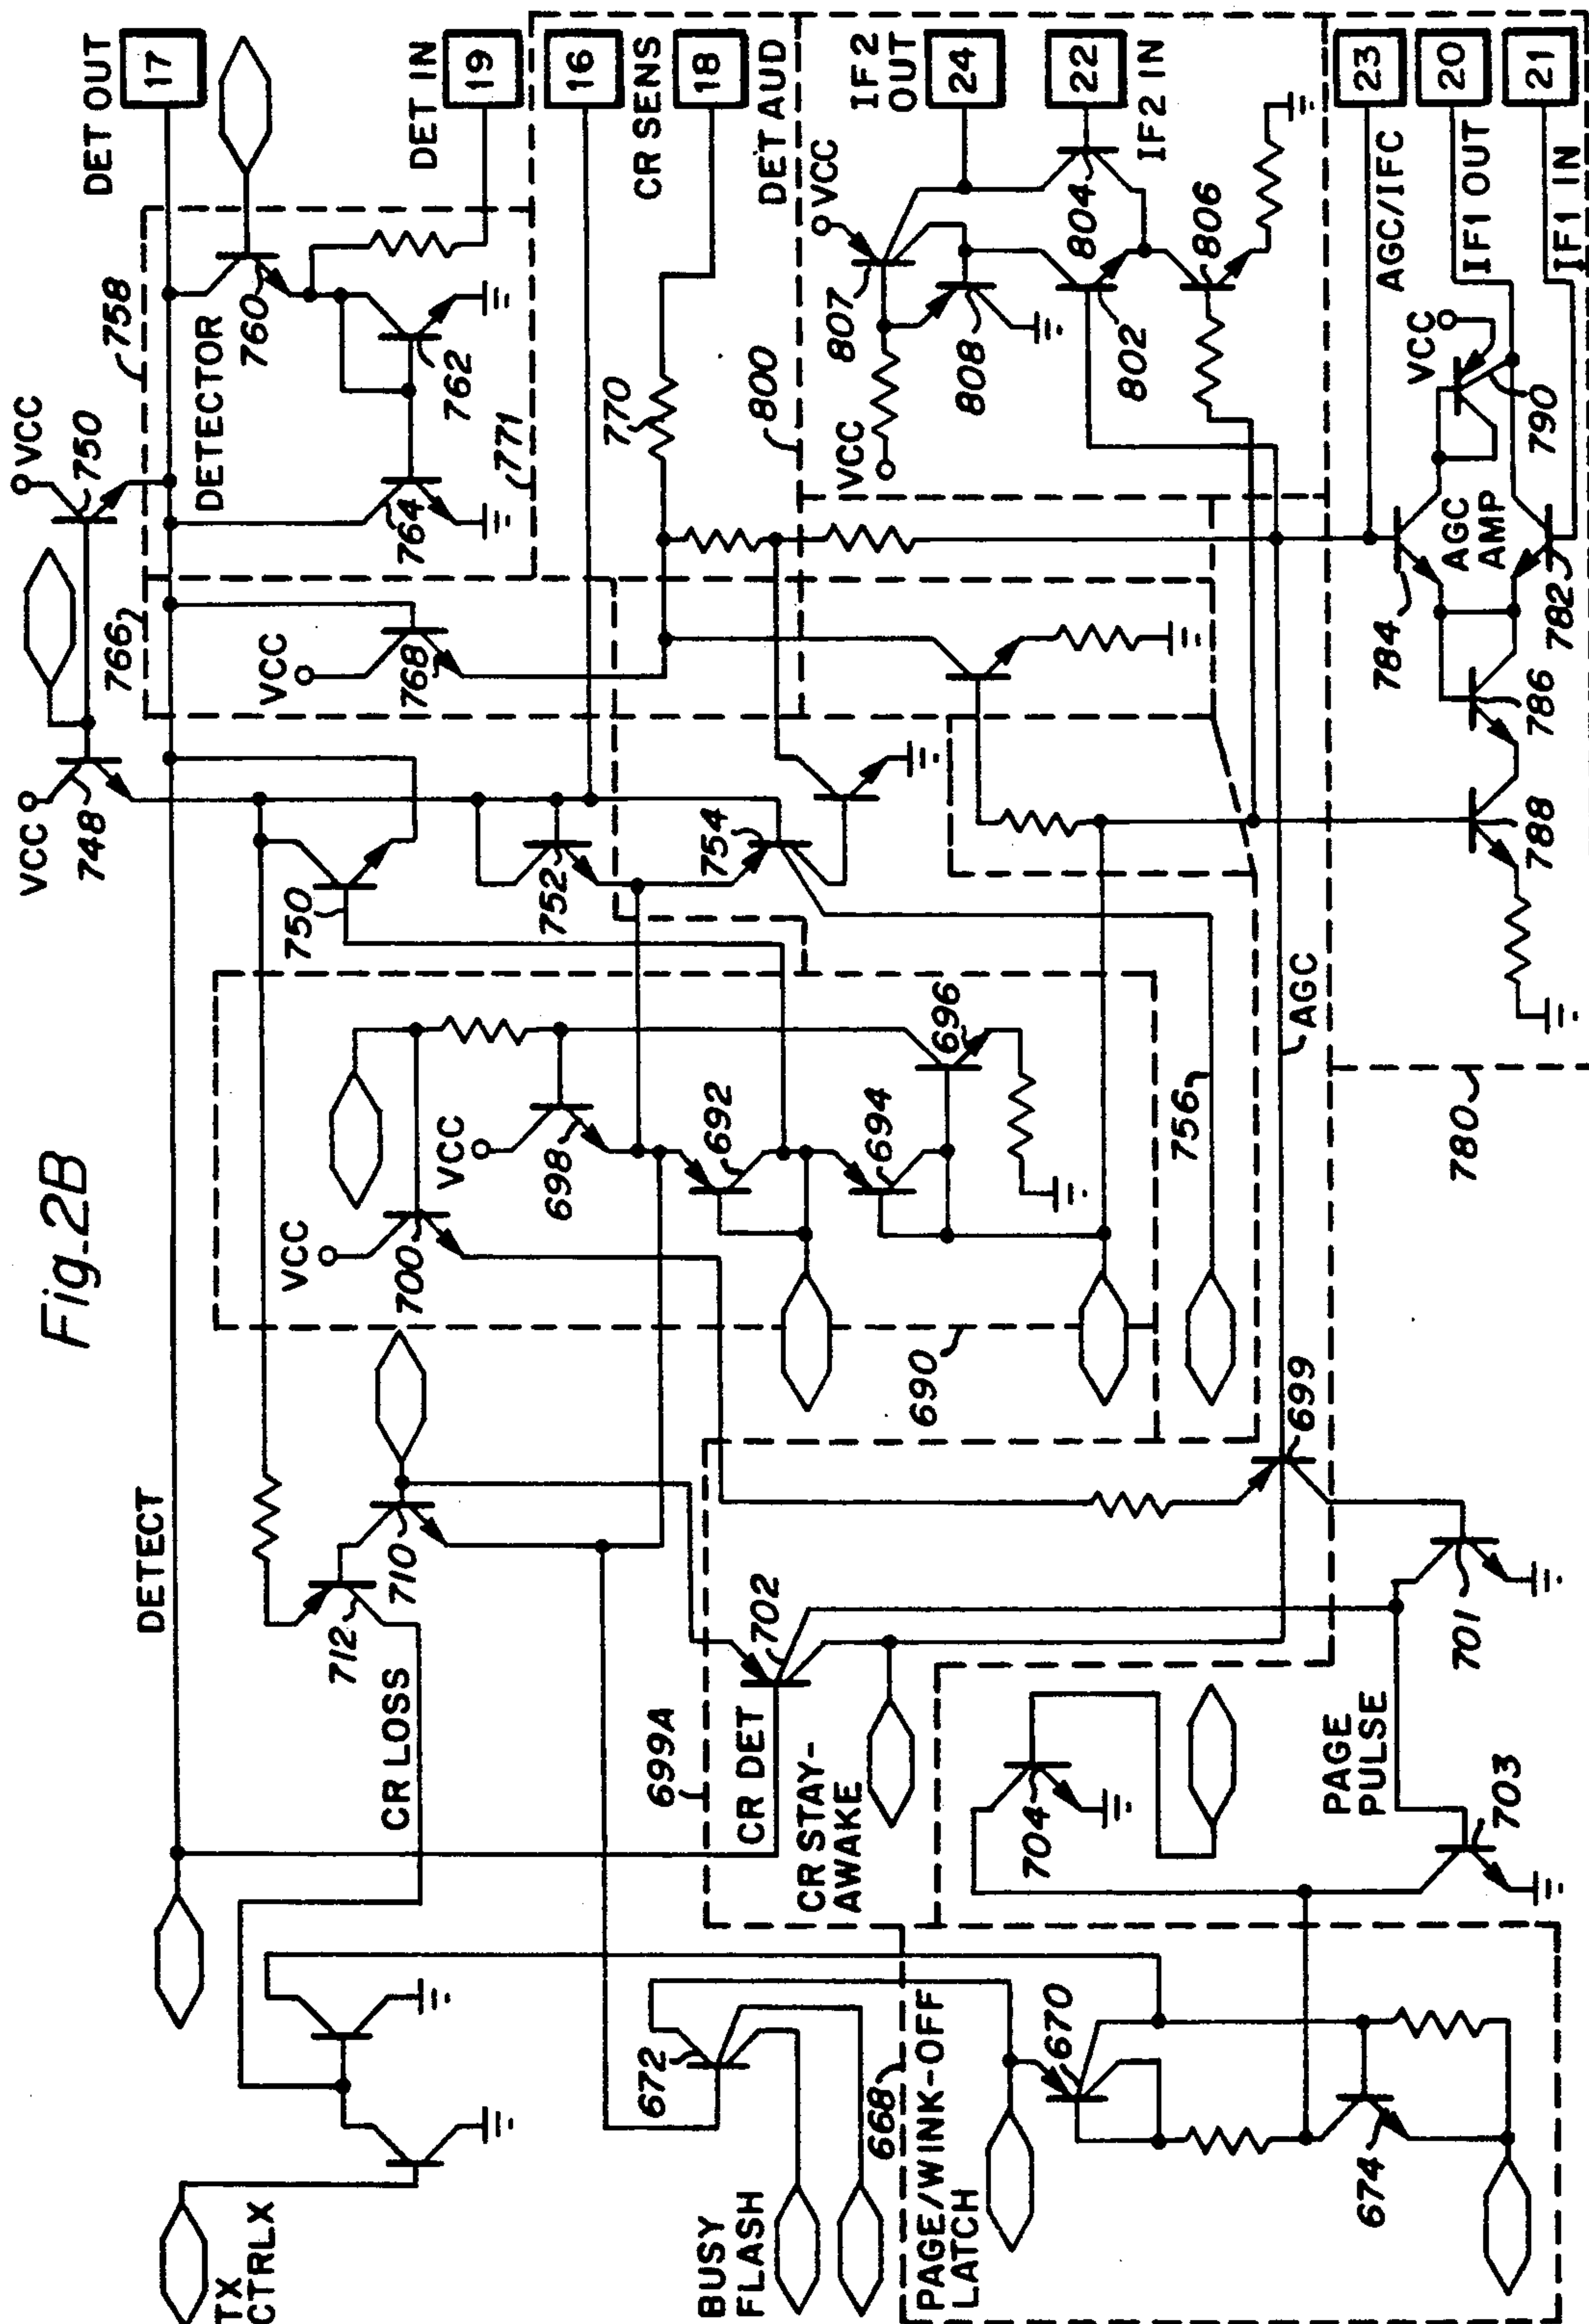 Fig. 2B
DET OUT
17
DET IN
19
16
CR SENS
18
DET AUD
IF2
OUT
24
22
IF2 IN
23
AGC/IFC
20
IF1 OUT
21
IF1 IN
VCC
750
758
760
DETECTOR
762
764
771
770
800
VCC
807
808
VCC
804
802
806
VCC
790
AGC
AMP
784
782
786
788
766
VCC
768
VCC
748
750
752
754
696
692
694
VCC
698
VCC
700
690
756
AGC
780
699
DETECT
710
712
CR LOSS
702
699A
CR DET
CR STAY-
AWAKE
701
PAGE
PULSE
703
704
672
668
PAGE/WINK-OFF
LATCH
670
674
BUSY
FLASH
TX
CTRLX